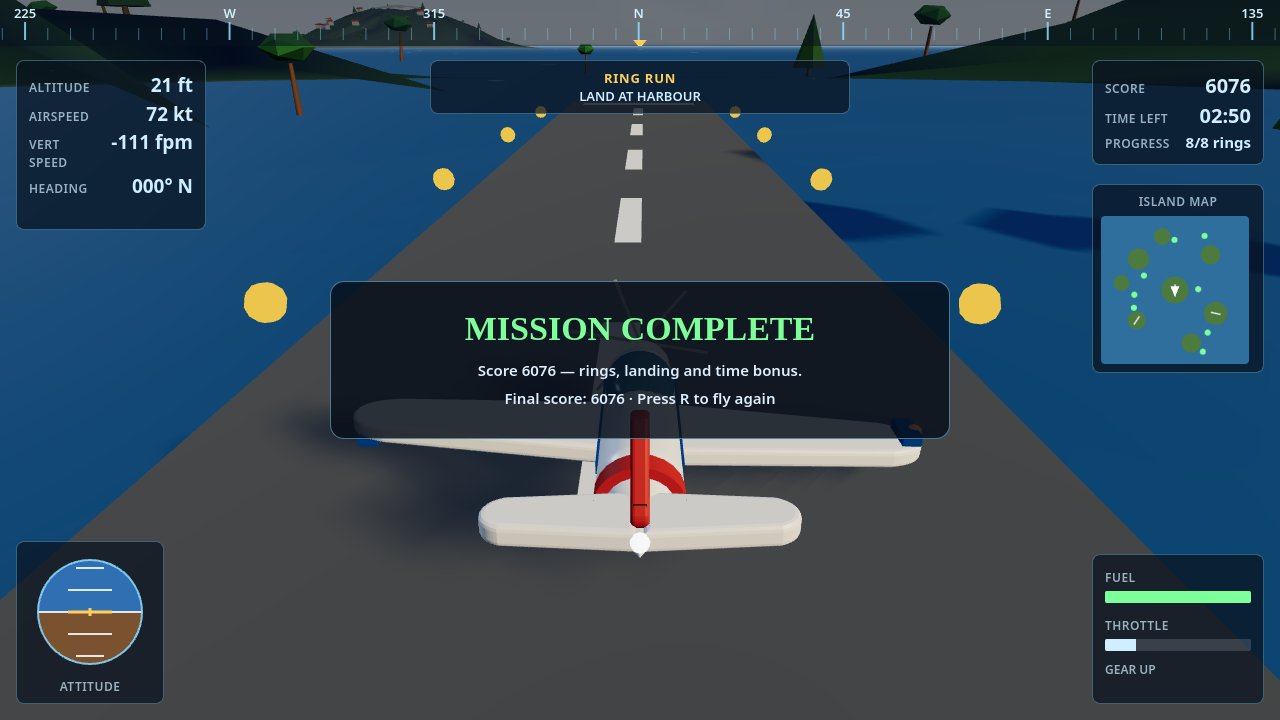 225 W 315 N 45 E 135
ALTITUDE 21 ft
AIRSPEED 72 kt
VERT SPEED -111 fpm
HEADING 000° N
RING RUN
LAND AT HARBOUR
SCORE 6076
TIME LEFT 02:50
PROGRESS 8/8 rings
ISLAND MAP
MISSION COMPLETE
Score 6076 — rings, landing and time bonus.
Final score: 6076 · Press R to fly again
ATTITUDE
FUEL
THROTTLE
GEAR UP